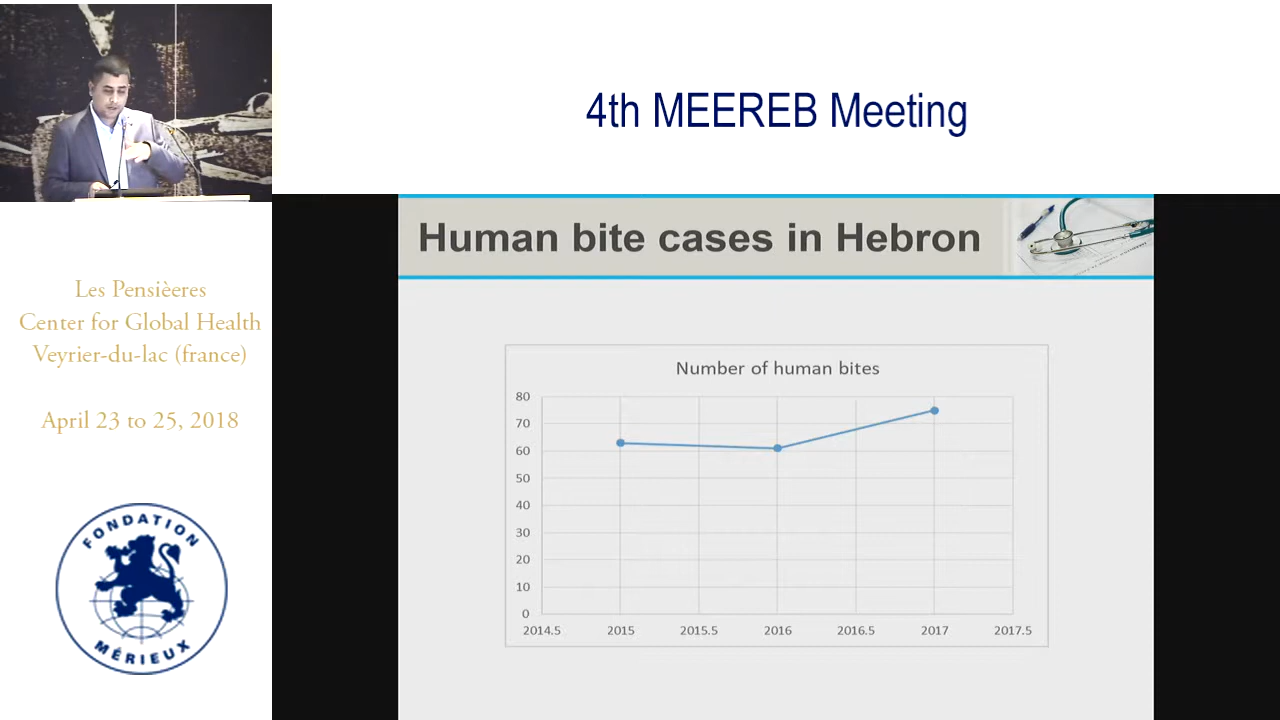 4th MEEREB Meeting
Les Pensièeres
Center for Global Health
Veyrier-du-lac (france)
April 23 to 25, 2018
FONDATION
MÉRIEUX
Human bite cases in Hebron
Number of human bites
80
70
60
50
40
30
20
10
0
2014.5 2015 2015.5 2016 2016.5 2017 2017.5